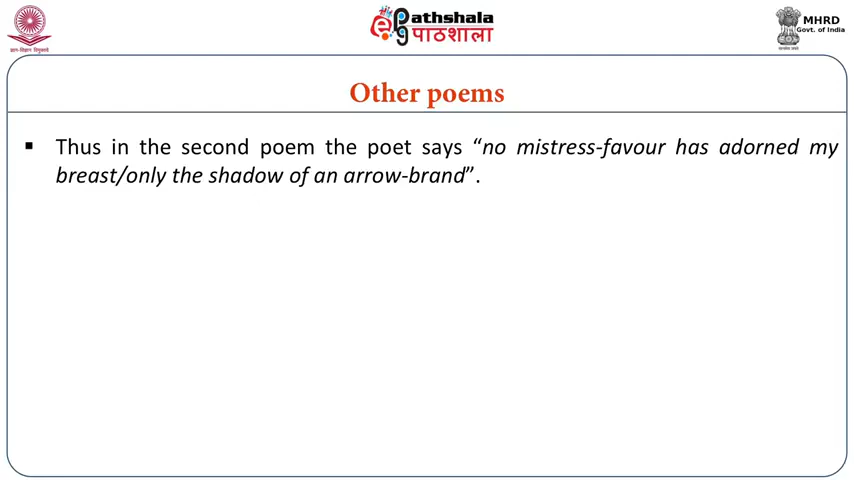 ePathshala
पाठशाला
MHRD
Govt. of India
Other poems
▪ Thus in the second poem the poet says “no mistress-favour has adorned my
breast/only the shadow of an arrow-brand”.